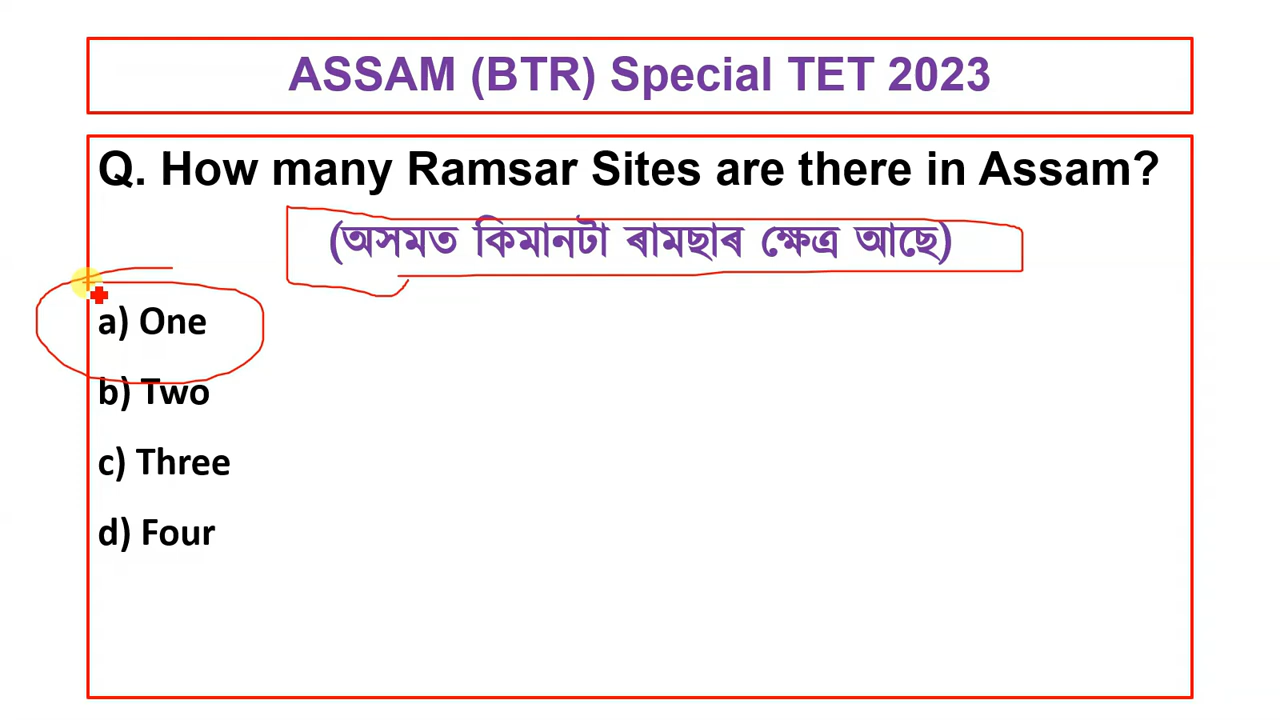 ASSAM (BTR) Special TET 2023
Q. How many Ramsar Sites are there in Assam?
(অসমত কিমানটা ৰামছাৰ ক্ষেত্ৰ আছে)
a) One
b) Two
c) Three
d) Four